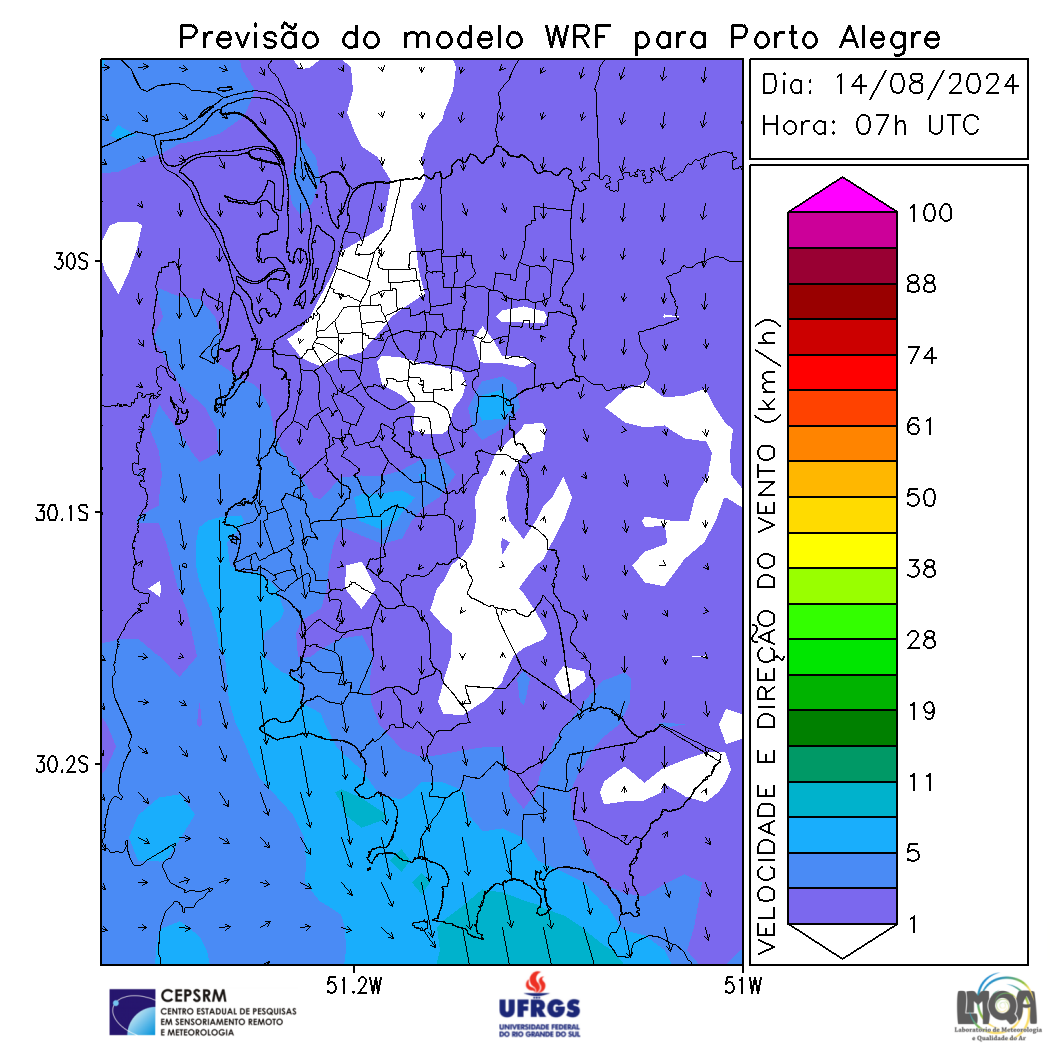 Previsão do modelo WRF para Porto Alegre
Dia: 14/08/2024
Hora: 07h UTC
30S
30.1S
30.2S
51.2W
51W
VELOCIDADE E DIREÇÃO DO VENTO (km/h)
100
88
74
61
50
38
28
19
11
5
1
CEPSRM
CENTRO ESTADUAL DE PESQUISAS
EM SENSORIAMENTO REMOTO
E METEOROLOGIA
UFRGS
UNIVERSIDADE FEDERAL
DO RIO GRANDE DO SUL
LMQA
Laboratório de Meteorologia
e Qualidade do Ar